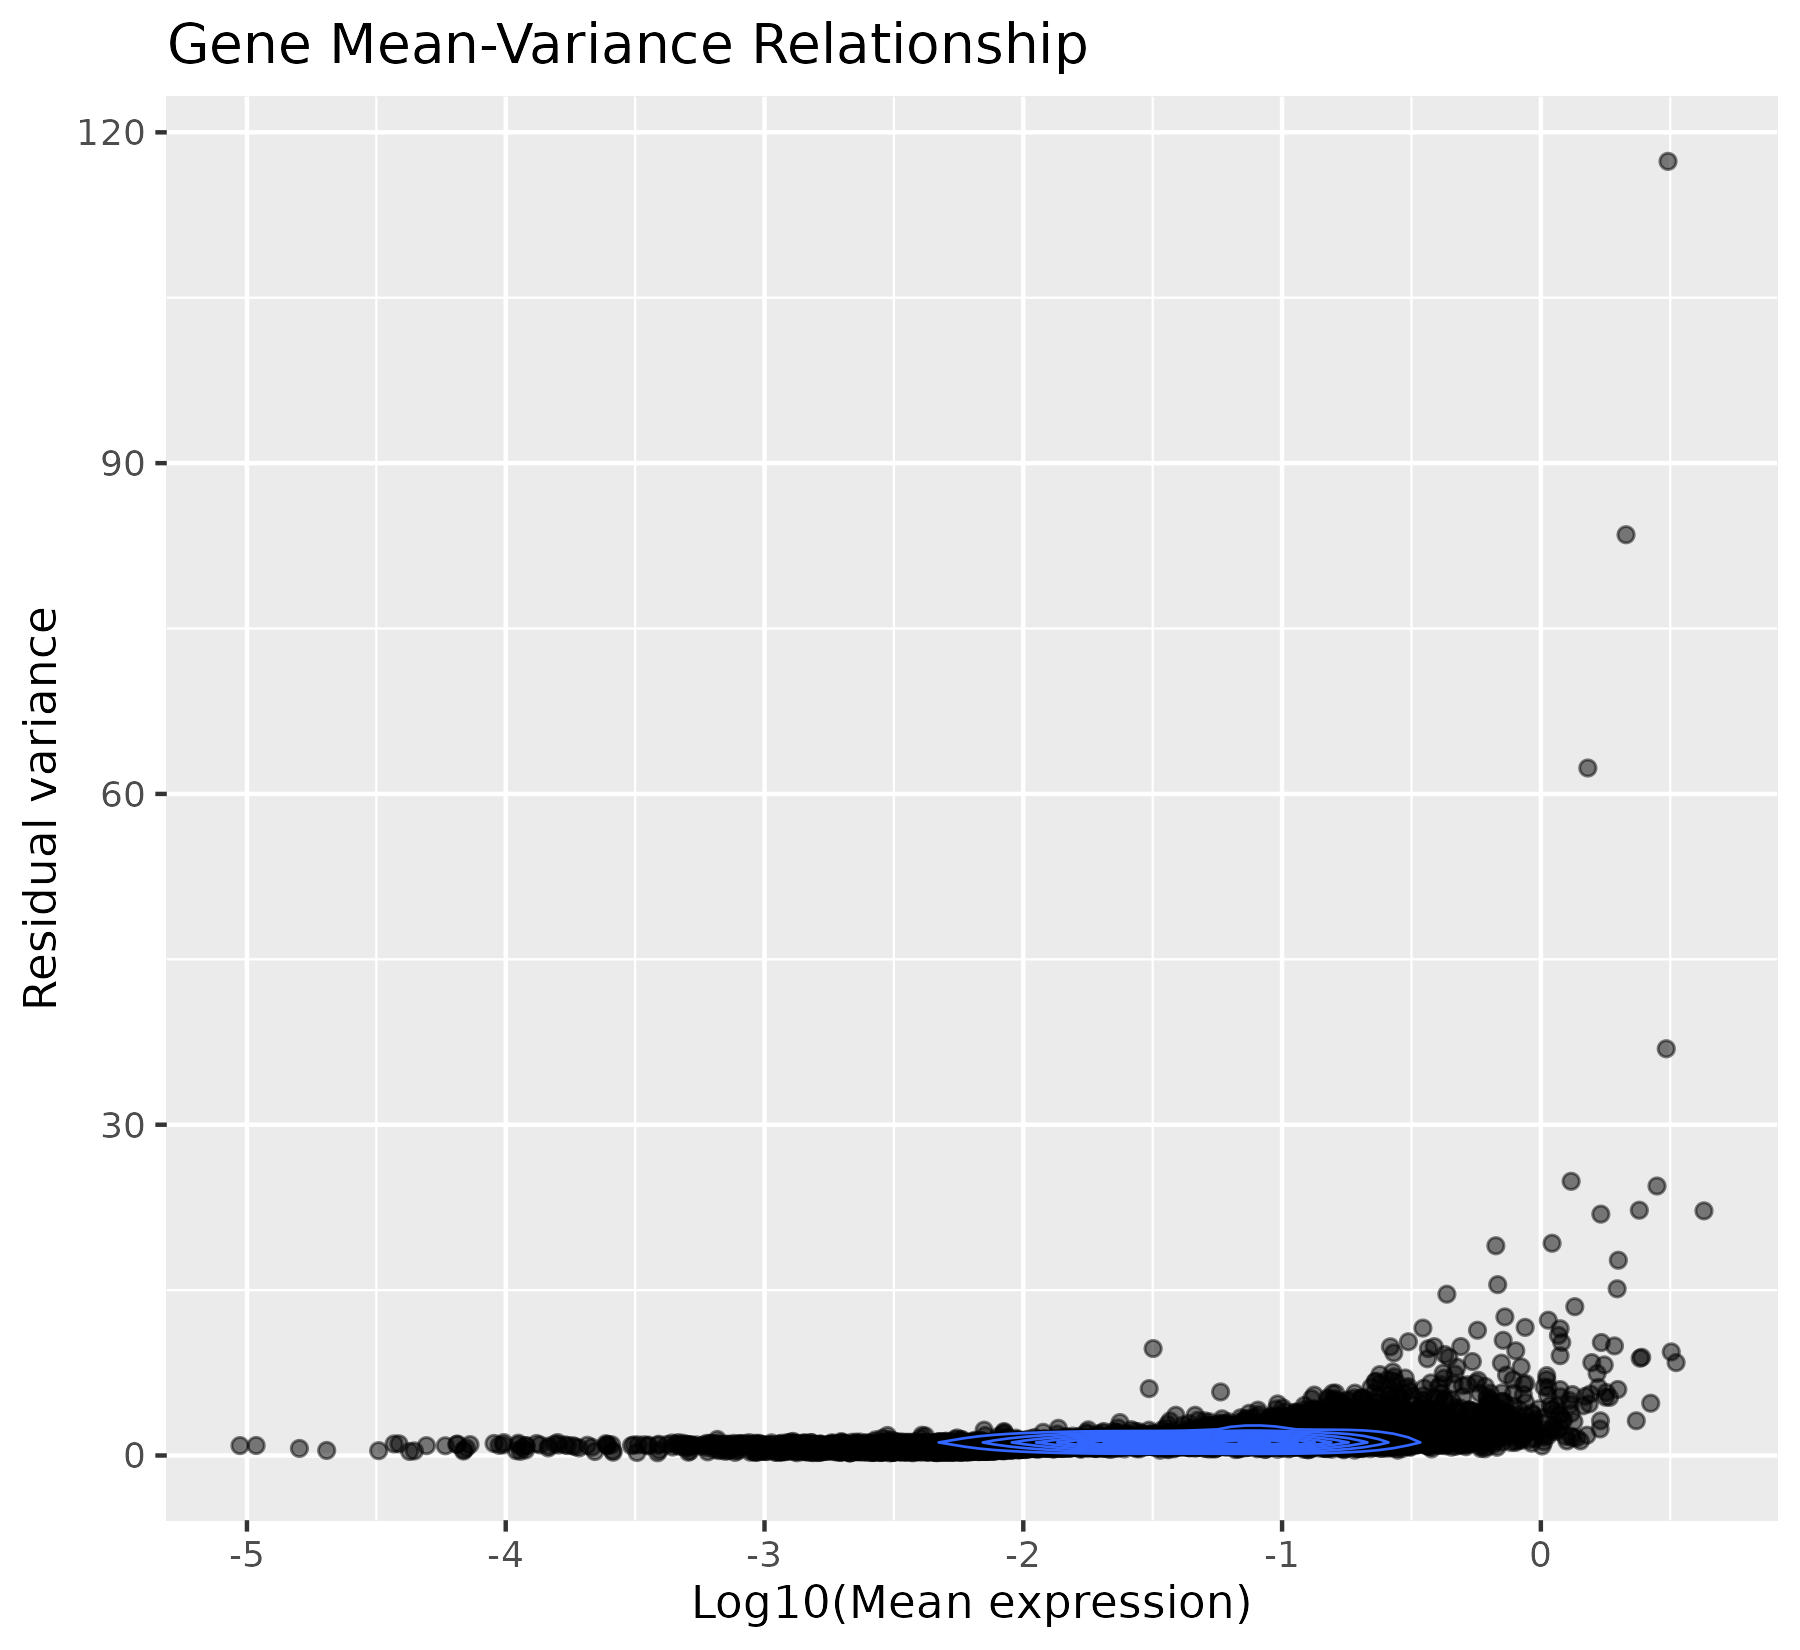 Gene Mean-Variance Relationship
120
90
60
30
0
Residual variance
-5 -4 -3 -2 -1 0
Log10(Mean expression)